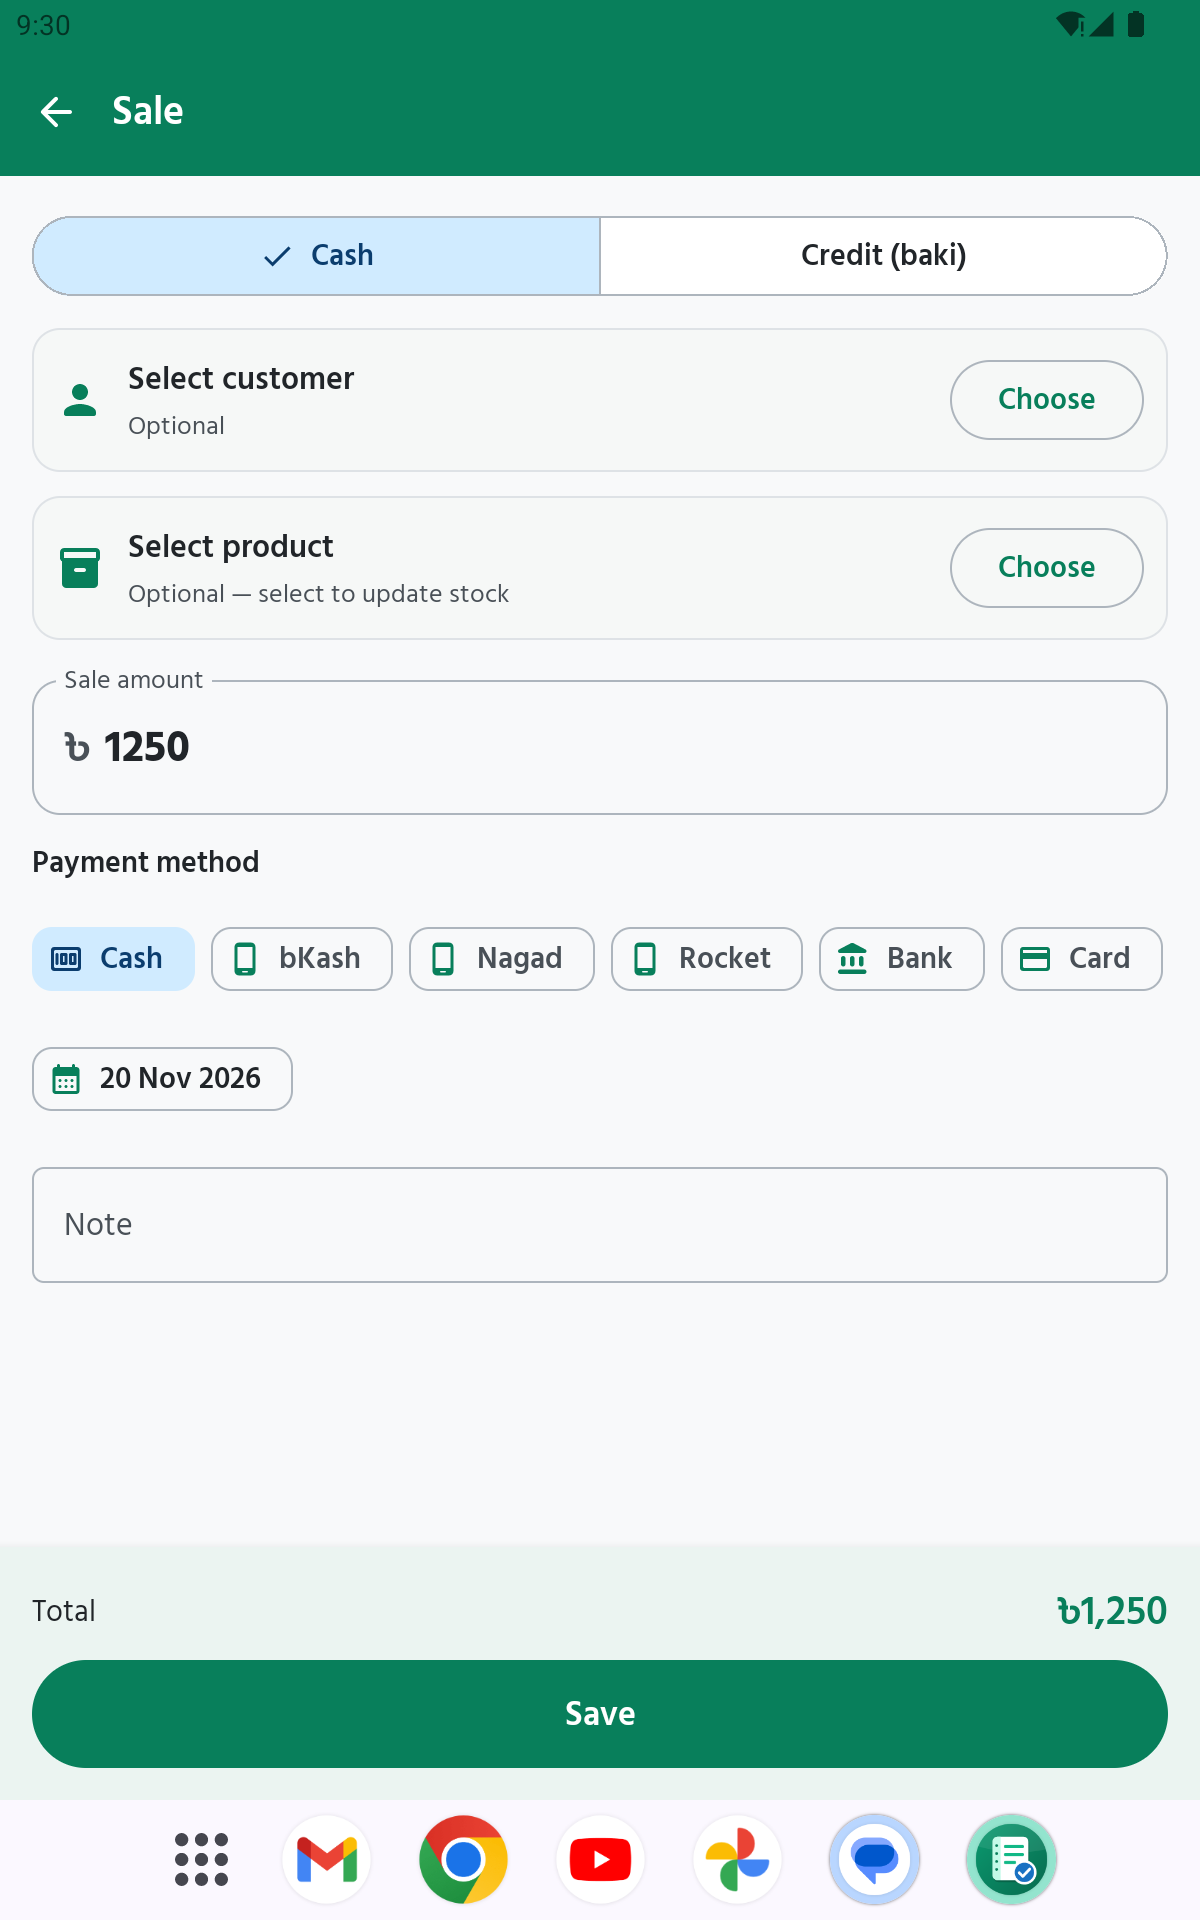 9:30
Sale
Cash
Credit (baki)
Select customer
Optional
Choose
Select product
Optional — select to update stock
Choose
Sale amount
৳ 1250
Payment method
Cash
bKash
Nagad
Rocket
Bank
Card
20 Nov 2026
Note
Total
৳1,250
Save